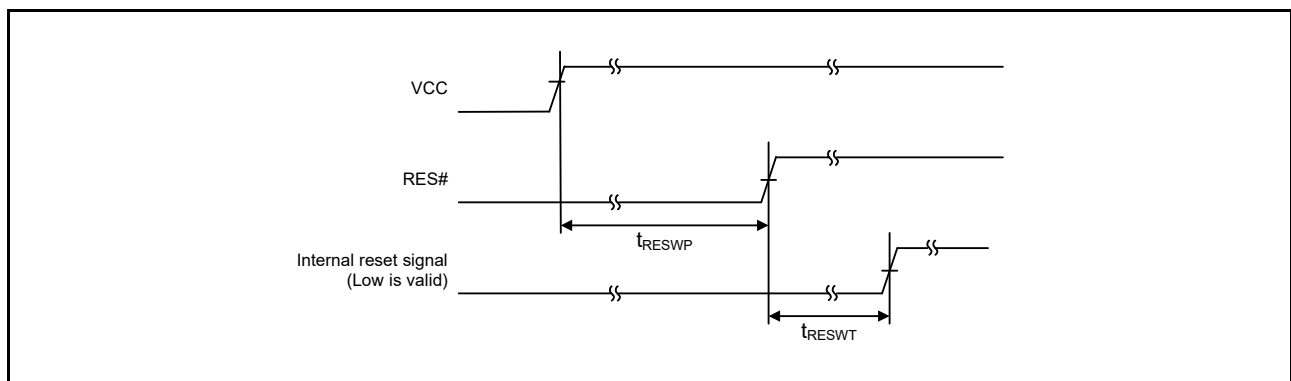 VCC
RES#
tRESWP
Internal reset signal
(Low is valid)
tRESWT